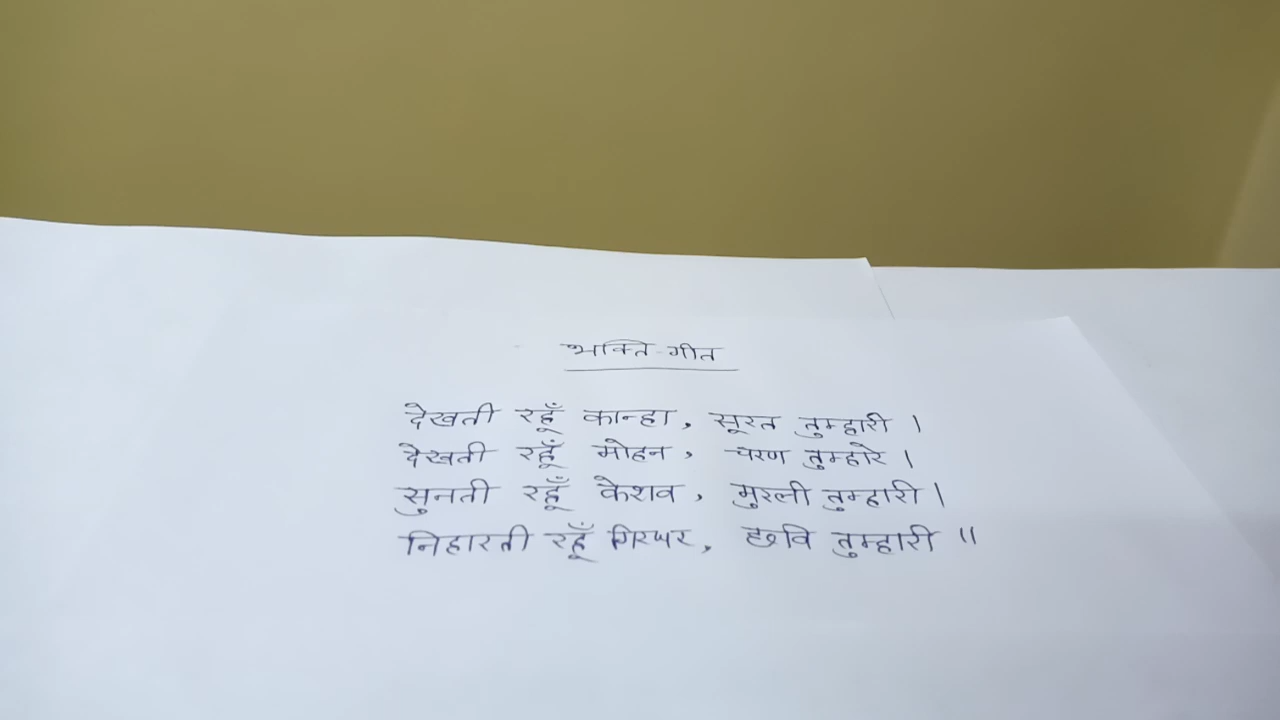 भक्ति-गीत
देखती रहूँ कान्हा, सूरत तुम्हारी ।
देखती रहूँ मोहन, चरण तुम्हारे ।
सुनती रहूँ केशव, मुरली तुम्हारी ।
निहारती रहूँ गिरधर, छवि तुम्हारी ॥